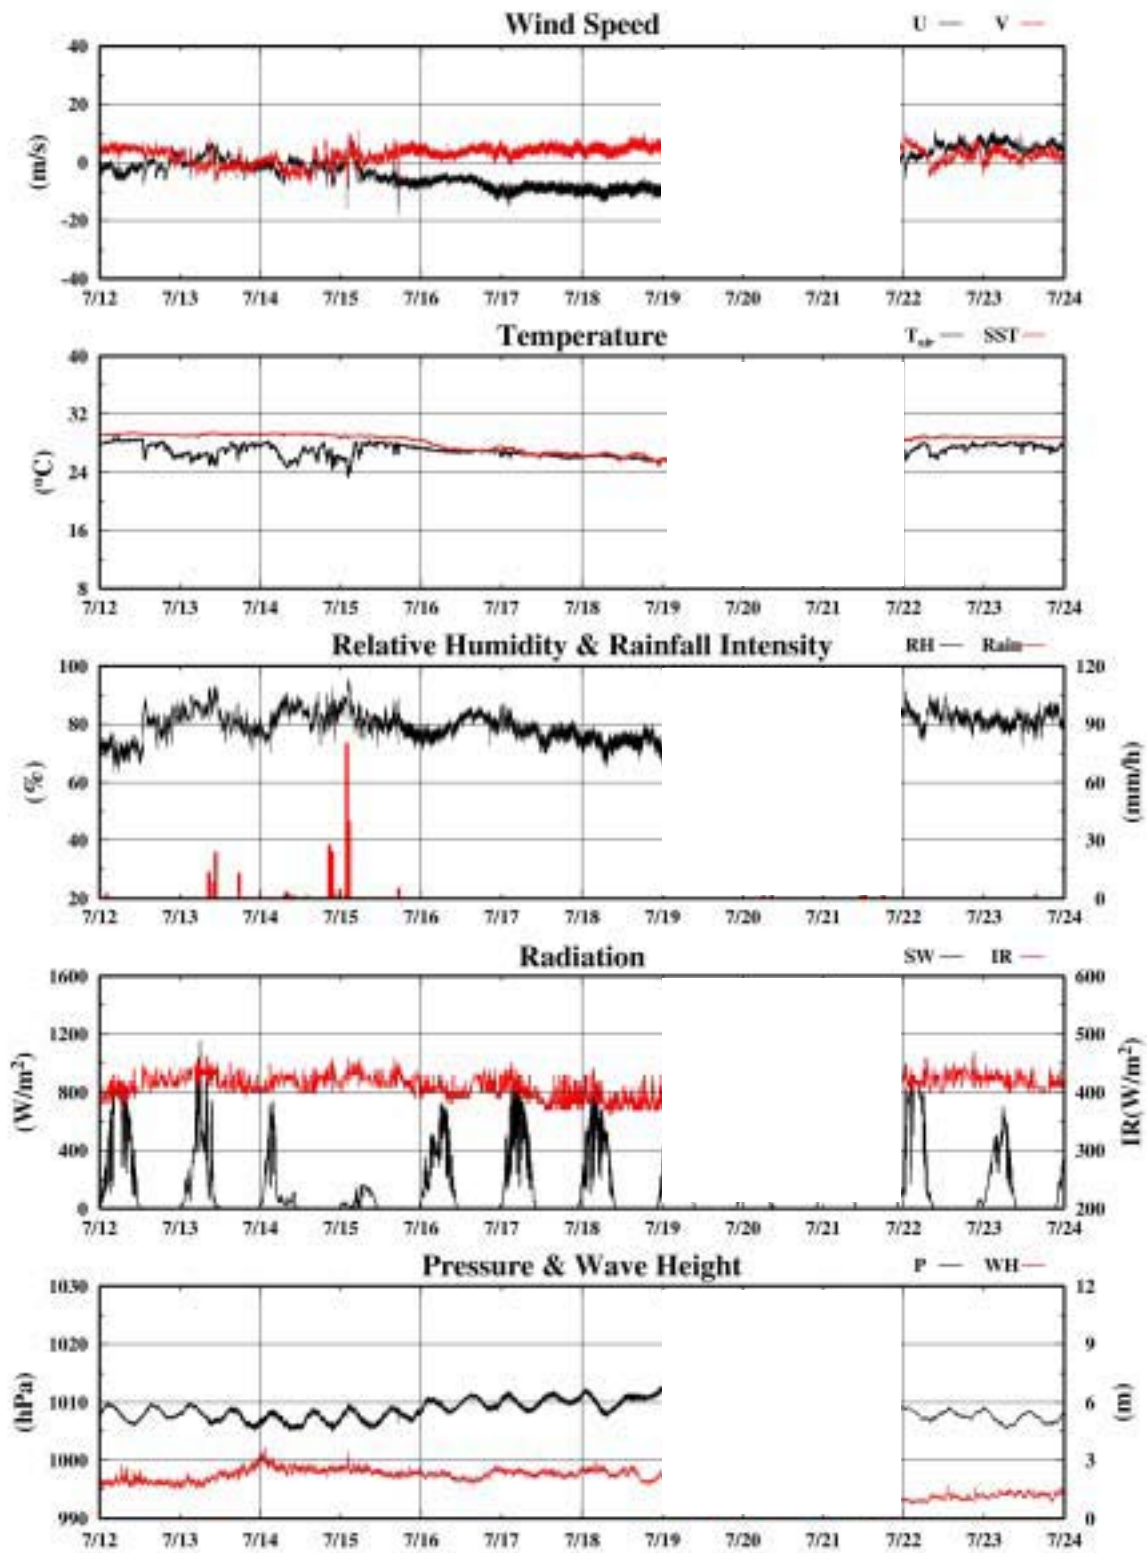 Wind Speed U V
40
20
0
-20
-40
(m/s)
7/12 7/13 7/14 7/15 7/16 7/17 7/18 7/19 7/20 7/21 7/22 7/23 7/24
Temperature Tair SST
40
32
24
16
8
(°C)
7/12 7/13 7/14 7/15 7/16 7/17 7/18 7/19 7/20 7/21 7/22 7/23 7/24
Relative Humidity & Rainfall Intensity RH Rain
100 120
80 90
60 60
40 30
20 0
(%) (mm/h)
7/12 7/13 7/14 7/15 7/16 7/17 7/18 7/19 7/20 7/21 7/22 7/23 7/24
Radiation SW IR
1600 600
1200 500
800 400
400 300
0 200
(W/m²) IR(W/m²)
7/12 7/13 7/14 7/15 7/16 7/17 7/18 7/19 7/20 7/21 7/22 7/23 7/24
Pressure & Wave Height P WH
1030 12
1020 9
1010 6
1000 3
990 0
(hPa) (m)
7/12 7/13 7/14 7/15 7/16 7/17 7/18 7/19 7/20 7/21 7/22 7/23 7/24